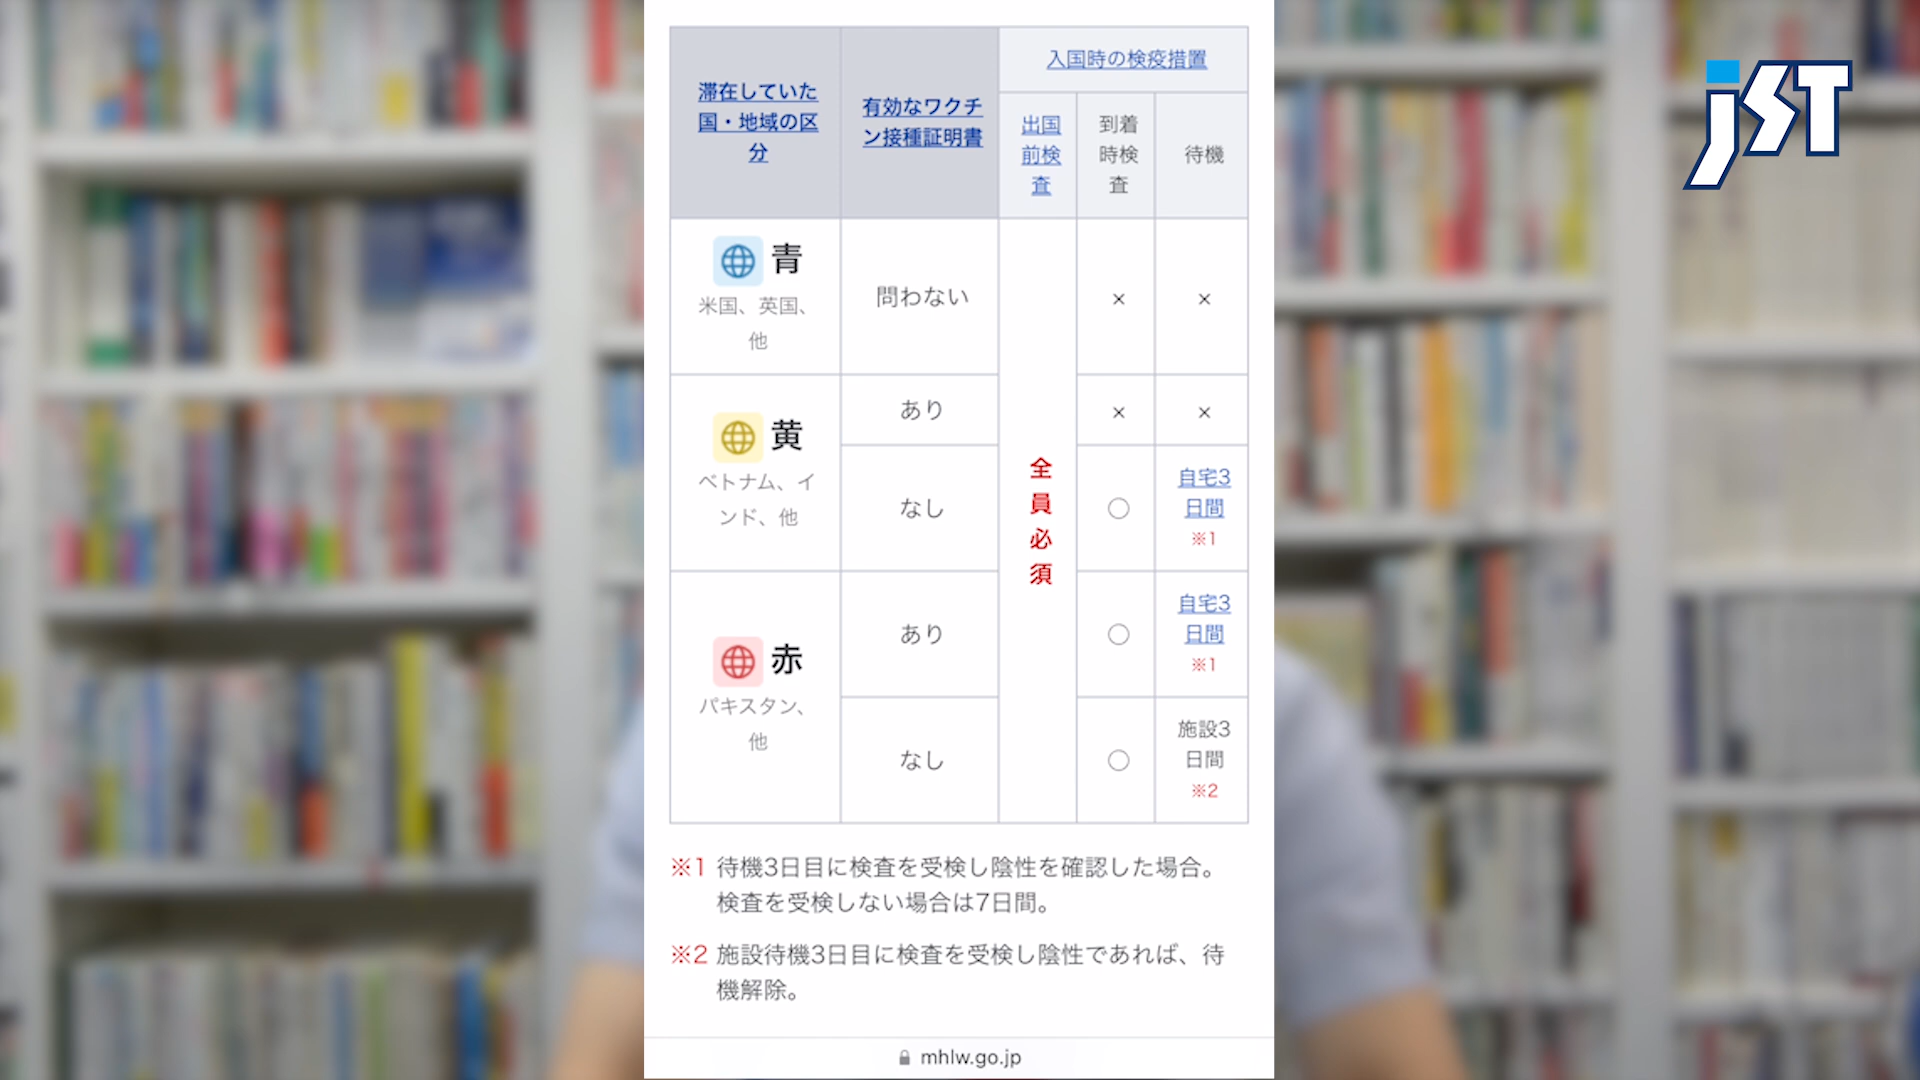 滞在していた
国・地域の区
分
有効なワクチ
ン接種証明書
入国時の検疫措置
出国
前検
査
到着
時検
査
待機
青
米国、英国、
他
問わない
×
×
全
員
必
須
黄
ベトナム、イ
ンド、他
あり
×
×
なし
○
自宅3
日間
※1
赤
パキスタン、
他
あり
○
自宅3
日間
※1
なし
○
施設3
日間
※2
※1 待機3日目に検査を受検し陰性を確認した場合。
検査を受検しない場合は7日間。
※2 施設待機3日目に検査を受検し陰性であれば、待
機解除。
mhlw.go.jp
jST